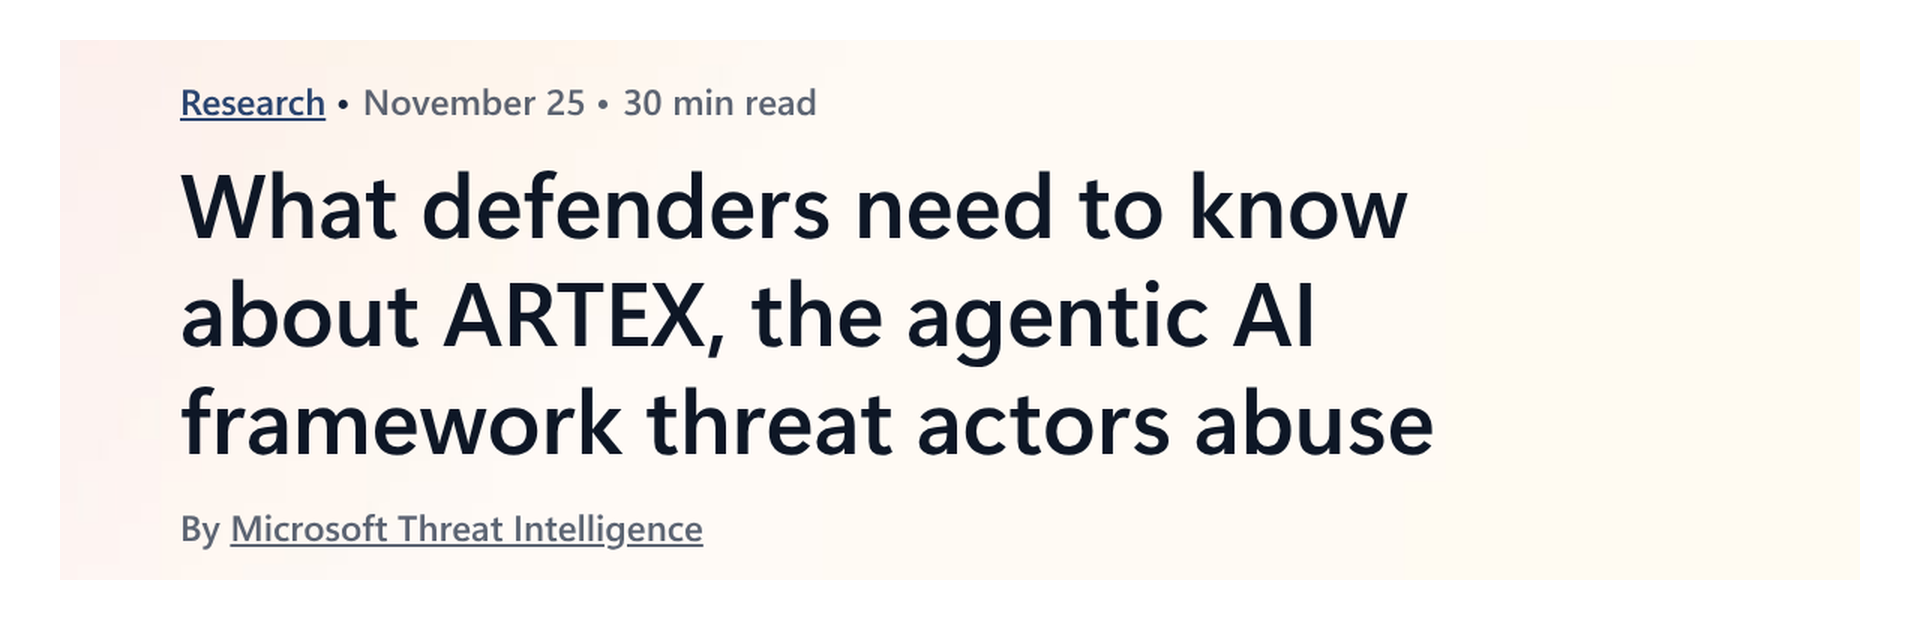 Research • November 25 • 30 min read
What defenders need to know
about ARTEX, the agentic AI
framework threat actors abuse
By Microsoft Threat Intelligence